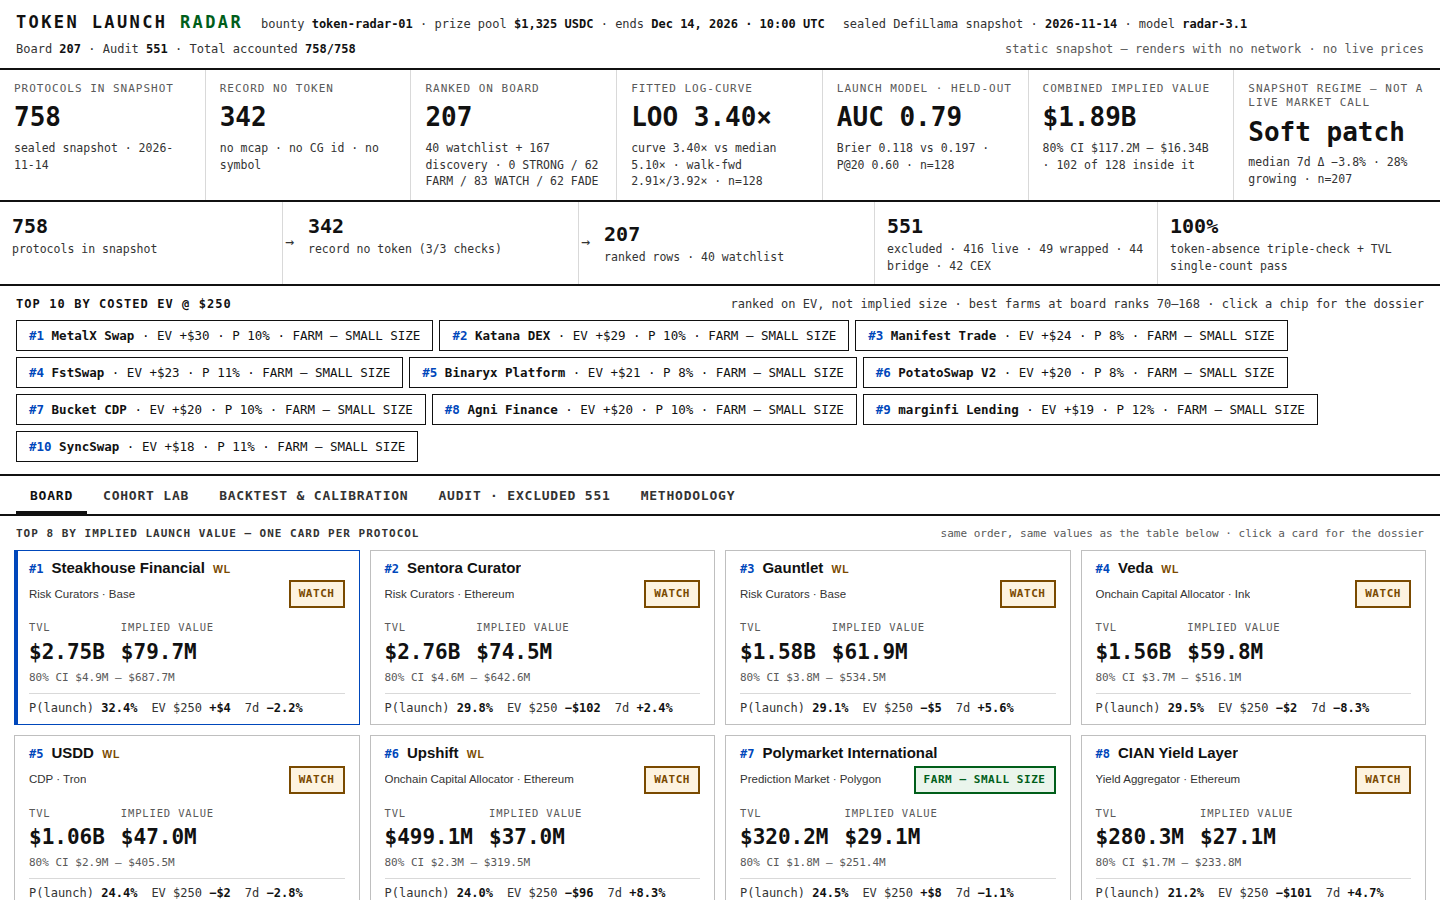 TOKEN LAUNCH RADAR bounty token-radar-01 · prize pool $1,325 USDC · ends Dec 14, 2026 · 10:00 UTC sealed DefiLlama snapshot · 2026-11-14 · model radar-3.1
Board 207 · Audit 551 · Total accounted 758/758 static snapshot — renders with no network · no live prices
PROTOCOLS IN SNAPSHOT
758
sealed snapshot · 2026-
11-14
RECORD NO TOKEN
342
no mcap · no CG id · no
symbol
RANKED ON BOARD
207
40 watchlist + 167
discovery · 0 STRONG / 62
FARM / 83 WATCH / 62 FADE
FITTED LOG-CURVE
LOO 3.40×
curve 3.40× vs median
5.10× · walk-fwd
2.91×/3.92× · n=128
LAUNCH MODEL · HELD-OUT
AUC 0.79
Brier 0.118 vs 0.197 ·
P@20 0.60 · n=128
COMBINED IMPLIED VALUE
$1.89B
80% CI $117.2M — $16.34B
· 102 of 128 inside it
SNAPSHOT REGIME — NOT A
LIVE MARKET CALL
Soft patch
median 7d Δ −3.8% · 28%
growing · n=207
758
protocols in snapshot
→
342
record no token (3/3 checks)
→
207
ranked rows · 40 watchlist
551
excluded · 416 live · 49 wrapped · 44
bridge · 42 CEX
100%
token-absence triple-check + TVL
single-count pass
TOP 10 BY COSTED EV @ $250 ranked on EV, not implied size · best farms at board ranks 70–168 · click a chip for the dossier
#1 MetalX Swap · EV +$30 · P 10% · FARM — SMALL SIZE #2 Katana DEX · EV +$29 · P 10% · FARM — SMALL SIZE #3 Manifest Trade · EV +$24 · P 8% · FARM — SMALL SIZE
#4 FstSwap · EV +$23 · P 11% · FARM — SMALL SIZE #5 Binaryx Platform · EV +$21 · P 8% · FARM — SMALL SIZE #6 PotatoSwap V2 · EV +$20 · P 8% · FARM — SMALL SIZE
#7 Bucket CDP · EV +$20 · P 10% · FARM — SMALL SIZE #8 Agni Finance · EV +$20 · P 10% · FARM — SMALL SIZE #9 marginfi Lending · EV +$19 · P 12% · FARM — SMALL SIZE
#10 SyncSwap · EV +$18 · P 11% · FARM — SMALL SIZE
BOARD COHORT LAB BACKTEST & CALIBRATION AUDIT · EXCLUDED 551 METHODOLOGY
TOP 8 BY IMPLIED LAUNCH VALUE — ONE CARD PER PROTOCOL same order, same values as the table below · click a card for the dossier
#1 Steakhouse Financial WL
Risk Curators · Base WATCH
TVL IMPLIED VALUE
$2.75B $79.7M
80% CI $4.9M — $687.7M
P(launch) 32.4% EV $250 +$4 7d −2.2%
#2 Sentora Curator
Risk Curators · Ethereum WATCH
TVL IMPLIED VALUE
$2.76B $74.5M
80% CI $4.6M — $642.6M
P(launch) 29.8% EV $250 −$102 7d +2.4%
#3 Gauntlet WL
Risk Curators · Base WATCH
TVL IMPLIED VALUE
$1.58B $61.9M
80% CI $3.8M — $534.5M
P(launch) 29.1% EV $250 −$5 7d +5.6%
#4 Veda WL
Onchain Capital Allocator · Ink WATCH
TVL IMPLIED VALUE
$1.56B $59.8M
80% CI $3.7M — $516.1M
P(launch) 29.5% EV $250 −$2 7d −8.3%
#5 USDD WL
CDP · Tron WATCH
TVL IMPLIED VALUE
$1.06B $47.0M
80% CI $2.9M — $405.5M
P(launch) 24.4% EV $250 −$2 7d −2.8%
#6 Upshift WL
Onchain Capital Allocator · Ethereum WATCH
TVL IMPLIED VALUE
$499.1M $37.0M
80% CI $2.3M — $319.5M
P(launch) 24.0% EV $250 −$96 7d +8.3%
#7 Polymarket International
Prediction Market · Polygon FARM — SMALL SIZE
TVL IMPLIED VALUE
$320.2M $29.1M
80% CI $1.8M — $251.4M
P(launch) 24.5% EV $250 +$8 7d −1.1%
#8 CIAN Yield Layer
Yield Aggregator · Ethereum WATCH
TVL IMPLIED VALUE
$280.3M $27.1M
80% CI $1.7M — $233.8M
P(launch) 21.2% EV $250 −$101 7d +4.7%